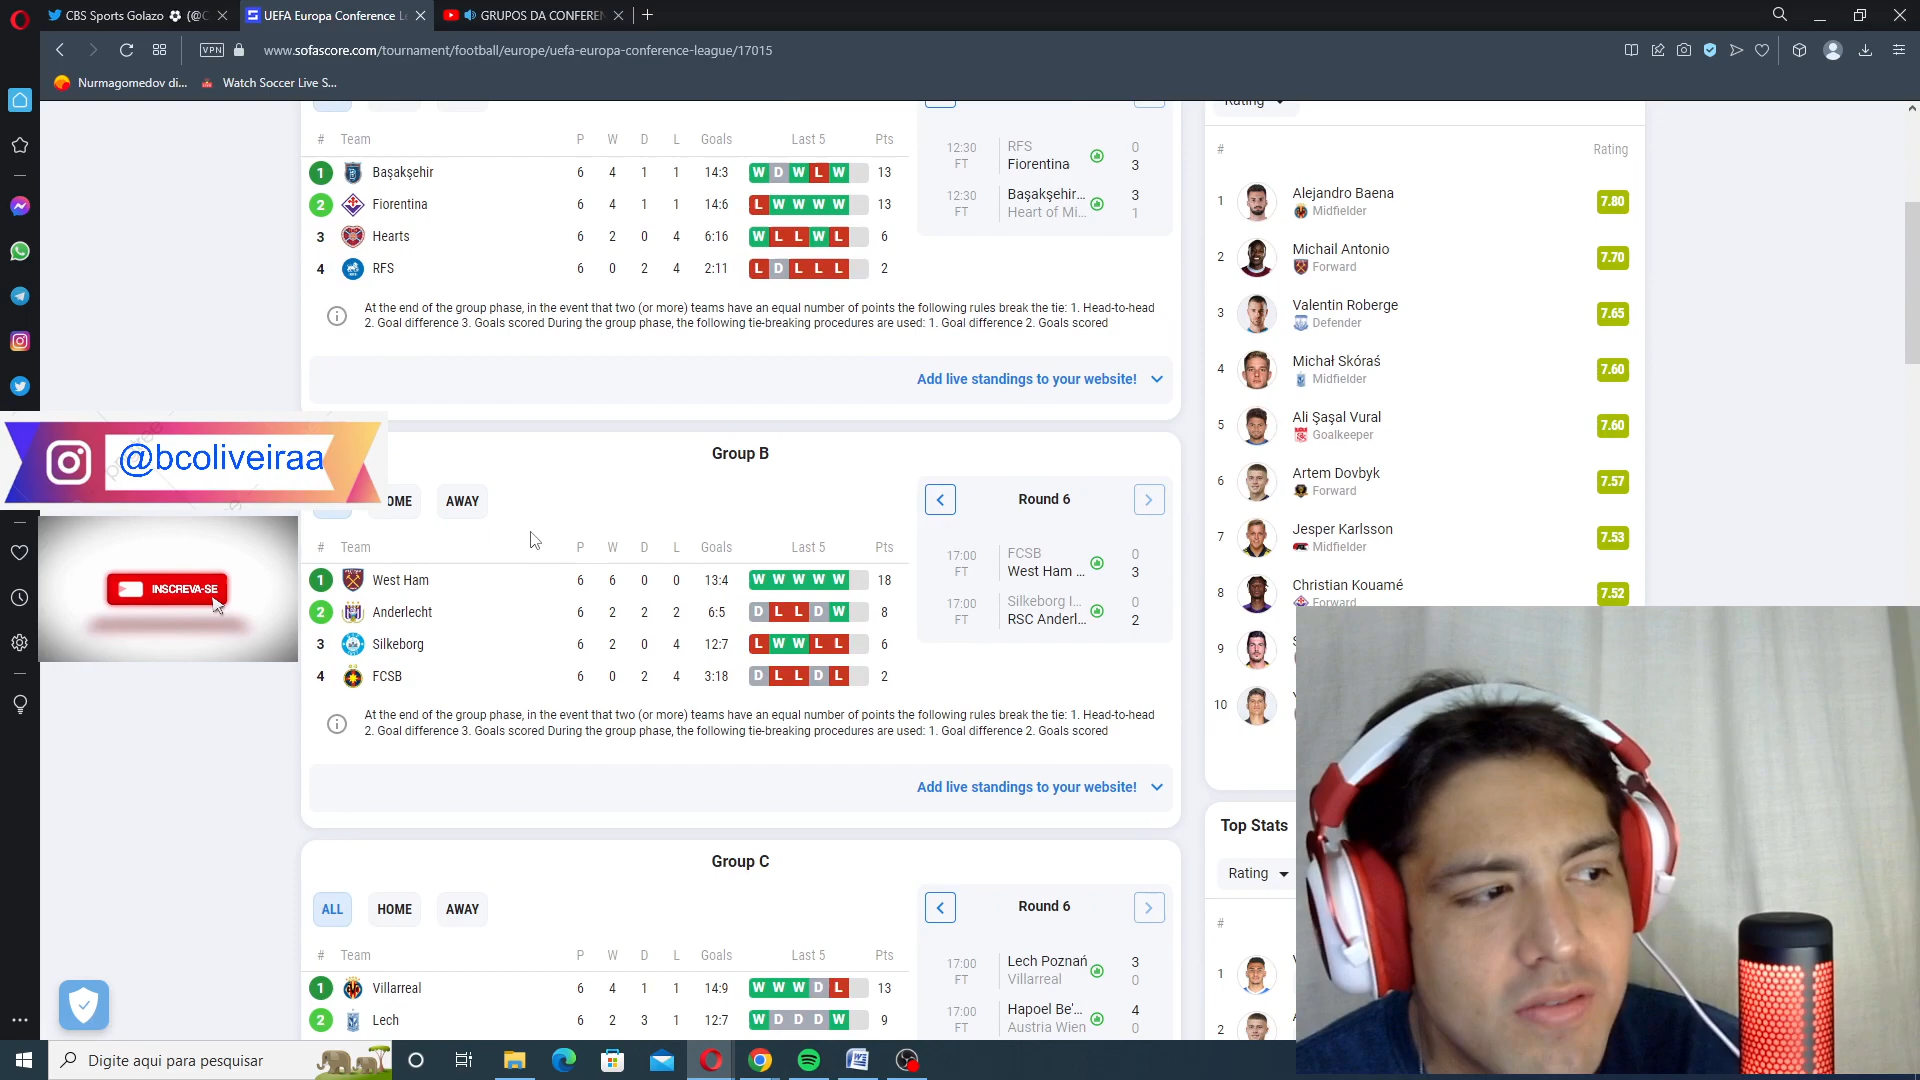 CBS Sports Golazo ⚽ (@C
UEFA Europa Conference Le
GRUPOS DA CONFEREN
VPN
www.sofascore.com/tournament/football/europe/uefa-europa-conference-league/17015
Nurmagomedov di...
Watch Soccer Live S...
# Team P W D L Goals Last 5 Pts
1 Başakşehir 6 4 1 1 14:3 W D W L W 13
2 Fiorentina 6 4 1 1 14:6 L W W W W 13
3 Hearts 6 2 0 4 6:16 W L L W L 6
4 RFS 6 0 2 4 2:11 L D L L L 2
12:30 RFS 0
FT Fiorentina 3
12:30 Başakşehir... 3
FT Heart of Mi... 1
At the end of the group phase, in the event that two (or more) teams have an equal number of points the following rules break the tie: 1. Head-to-head
2. Goal difference 3. Goals scored During the group phase, the following tie-breaking procedures are used: 1. Goal difference 2. Goals scored
Add live standings to your website!
@bcoliveiraa
INSCREVA-SE
Group B
HOME AWAY
Round 6
# Team P W D L Goals Last 5 Pts
1 West Ham 6 6 0 0 13:4 W W W W W 18
2 Anderlecht 6 2 2 2 6:5 D L L D W 8
3 Silkeborg 6 2 0 4 12:7 L W W L L 6
4 FCSB 6 0 2 4 3:18 D L L D L 2
17:00 FCSB 0
FT West Ham ... 3
17:00 Silkeborg I... 0
FT RSC Anderl... 2
At the end of the group phase, in the event that two (or more) teams have an equal number of points the following rules break the tie: 1. Head-to-head
2. Goal difference 3. Goals scored During the group phase, the following tie-breaking procedures are used: 1. Goal difference 2. Goals scored
Add live standings to your website!
Group C
ALL HOME AWAY
Round 6
# Team P W D L Goals Last 5 Pts
1 Villarreal 6 4 1 1 14:9 W W W D L 13
2 Lech 6 2 3 1 12:7 W D D D W 9
17:00 Lech Poznań 3
FT Villarreal 0
17:00 Hapoel Be'... 4
FT Austria Wien 0
Rating
# Rating
1 Alejandro Baena 7.80
Midfielder
2 Michail Antonio 7.70
Forward
3 Valentin Roberge 7.65
Defender
4 Michał Skóraś 7.60
Midfielder
5 Ali Şaşal Vural 7.60
Goalkeeper
6 Artem Dovbyk 7.57
Forward
7 Jesper Karlsson 7.53
Midfielder
8 Christian Kouamé 7.52
Forward
9
10
Top Stats
Rating
#
1
2
Digite aqui para pesquisar